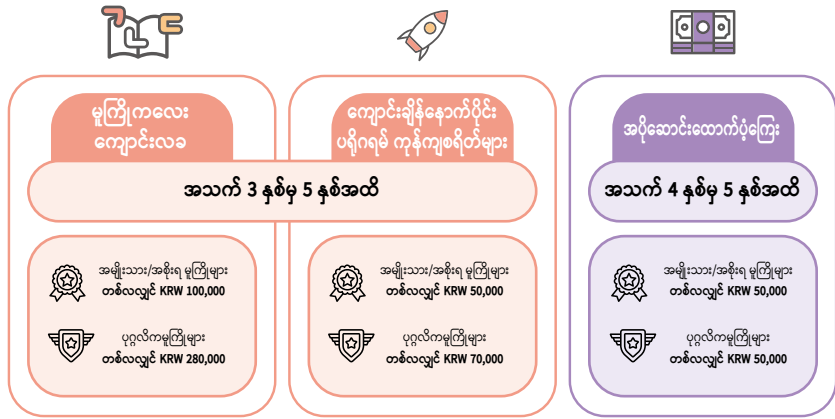 မူကြိုကလေး
ကျောင်းလခ
ကျောင်းချိန်နောက်ပိုင်း
ပရိုဂရမ် ကုန်ကျစရိတ်များ
အပိုဆောင်းထောက်ပံ့ကြေး
အသက် 3 နှစ်မှ 5 နှစ်အထိ
အသက် 4 နှစ်မှ 5 နှစ်အထိ
အမျိုးသား/အစိုးရ မူကြိုများ
တစ်လလျှင် KRW 100,000
ပုဂ္ဂလိကမူကြိုများ
တစ်လလျှင် KRW 280,000
အမျိုးသား/အစိုးရ မူကြိုများ
တစ်လလျှင် KRW 50,000
ပုဂ္ဂလိကမူကြိုများ
တစ်လလျှင် KRW 70,000
အမျိုးသား/အစိုးရ မူကြိုများ
တစ်လလျှင် KRW 50,000
ပုဂ္ဂလိကမူကြိုများ
တစ်လလျှင် KRW 50,000